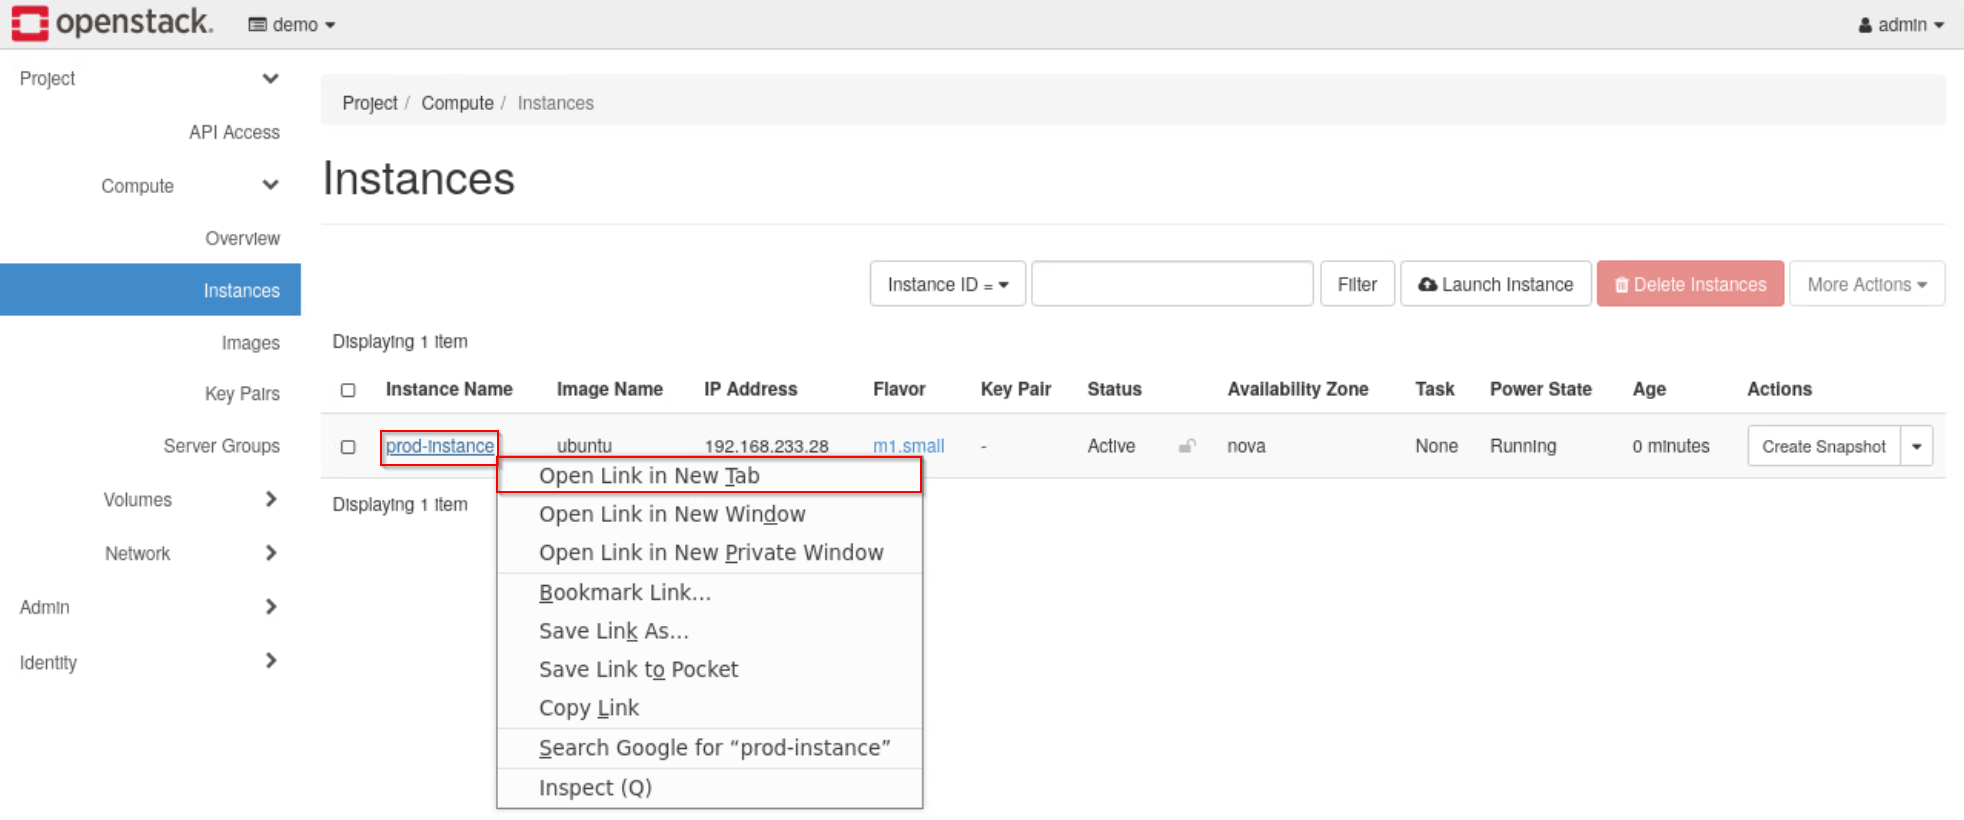 openstack. demo admin
Project
Project / Compute / Instances
API Access
Compute
Instances
Overview
Instances
Instance ID = Filter Launch Instance Delete Instances More Actions
Images
Displaying 1 item
Key Pairs
Instance Name Image Name IP Address Flavor Key Pair Status Availability Zone Task Power State Age Actions
Server Groups
prod-instance ubuntu 192.168.233.28 m1.small - Active nova None Running 0 minutes Create Snapshot
Open Link in New Tab
Volumes
Displaying 1 item
Open Link in New Window
Network
Open Link in New Private Window
Bookmark Link...
Admin
Save Link As...
Identity
Save Link to Pocket
Copy Link
Search Google for “prod-instance”
Inspect (Q)